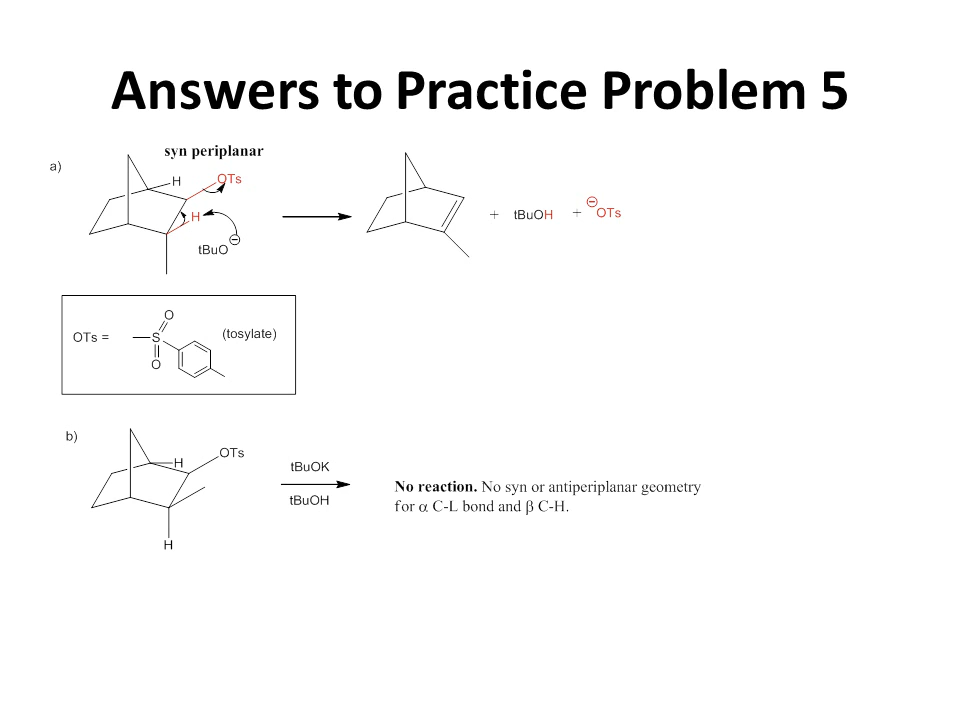 Answers to Practice Problem 5
syn periplanar
a)
H
OTs
H
tBuO
⊖
+ tBuOH + ⊖OTs
OTs =
O
S
O
(tosylate)
b)
H
OTs
H
tBuOK
tBuOH
No reaction. No syn or antiperiplanar geometry
for α C-L bond and β C-H.